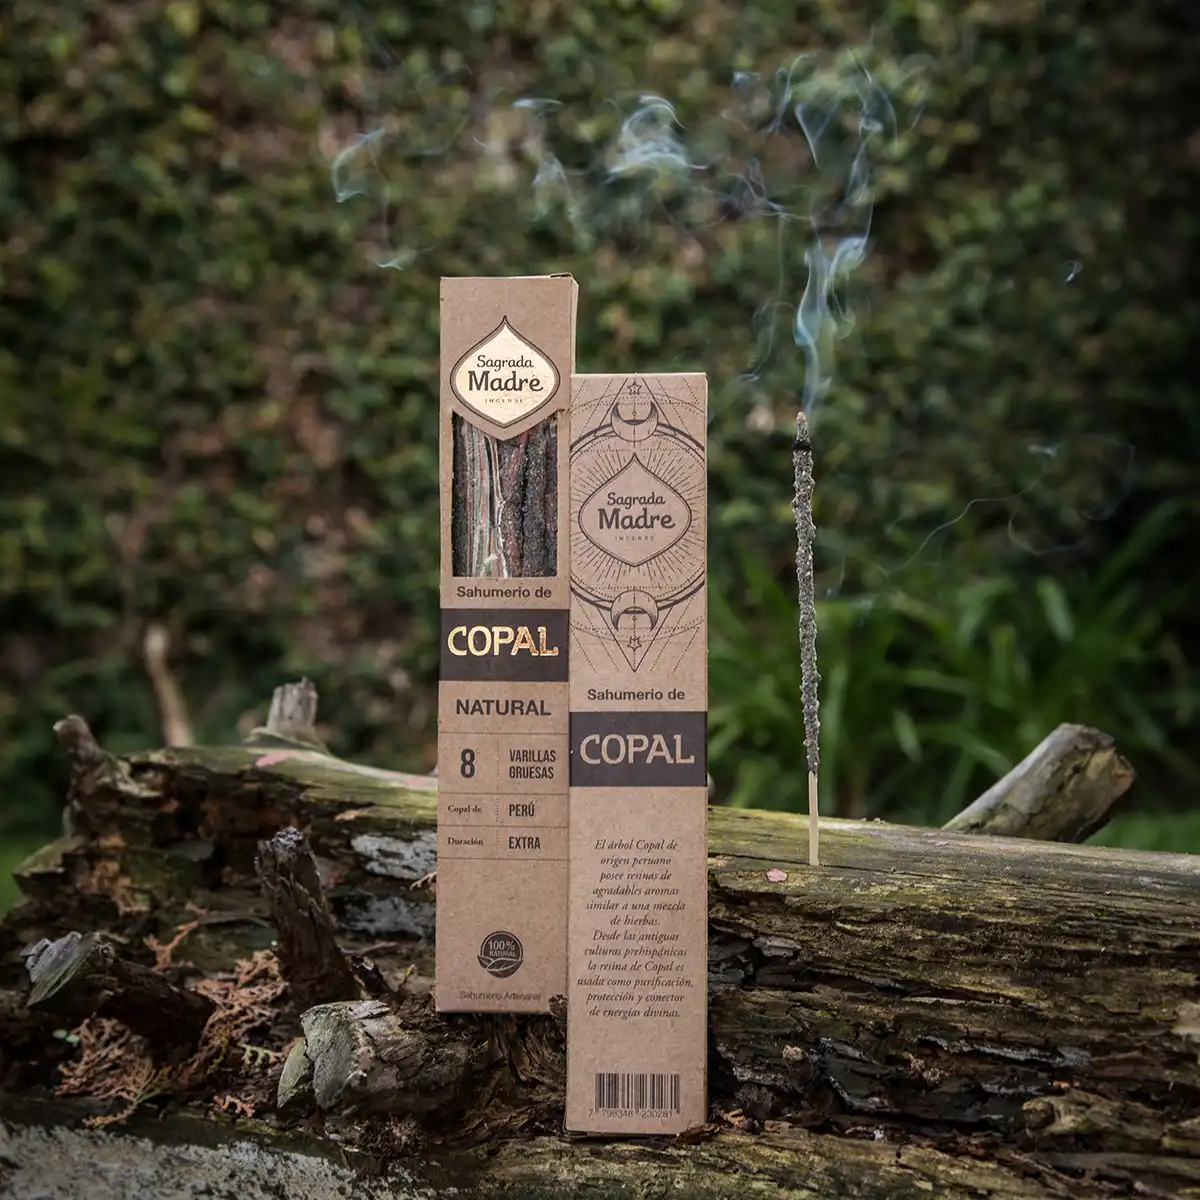 Sagrada
Madre
INCENSE
Sahumerio de
COPAL
NATURAL
8
VARILLAS
GRUESAS
Copal de
PERÚ
Duración
EXTRA
100%
NATURAL
Sahumerio Artesanal
Sagrada
Madre
INCENSE
Sahumerio de
COPAL
El árbol Copal de
origen peruano
posee resinas de
agradables aromas
similar a una mezcla
de hierbas.
Desde las antiguas
culturas prehispánicas
la resina de Copal es
usada como purificación,
protección y conector
de energías divinas.
7 798348 230281